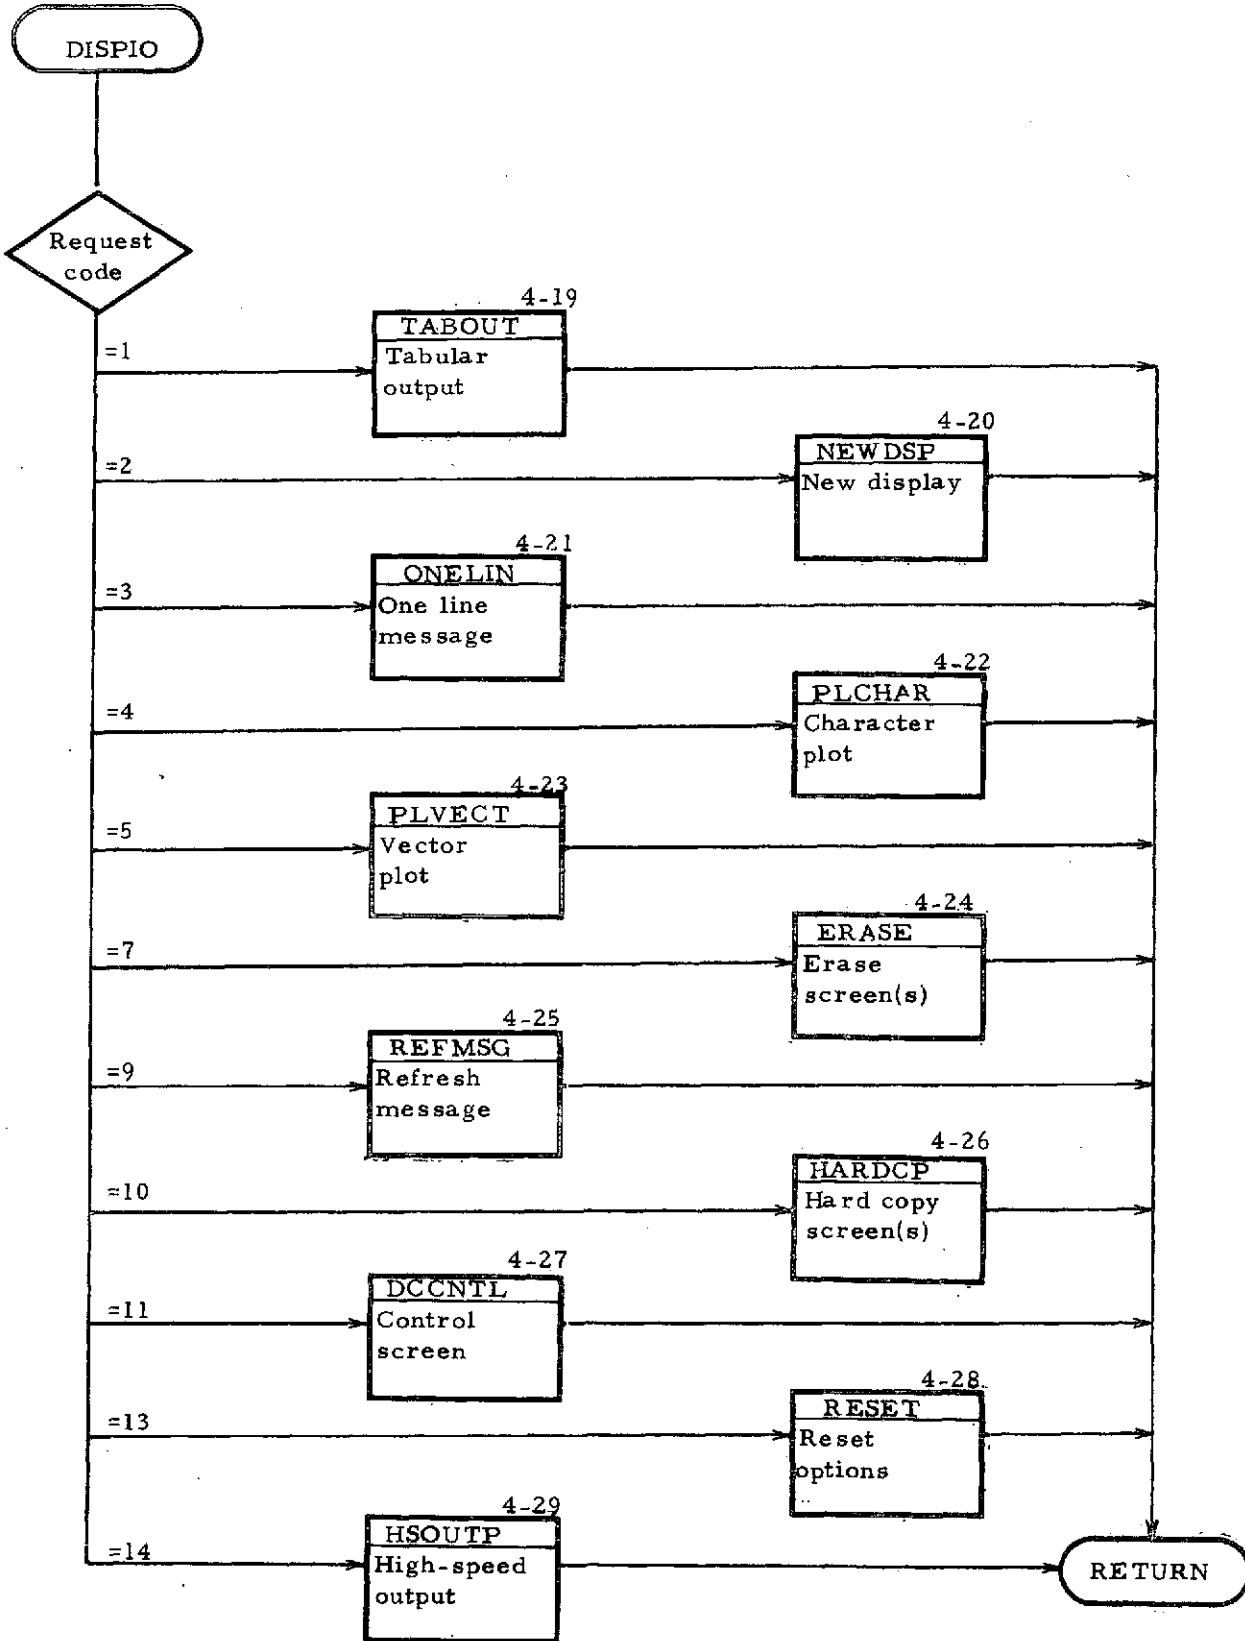 DISPIO
Request
code
4-19
TABOUT
=1
Tabular
output
4-20
NEWDSP
=2
New display
4-21
ONELIN
=3
One line
message
4-22
PLCHAR
=4
Character
plot
4-23
PLVECT
=5
Vector
plot
4-24
ERASE
=7
Erase
screen(s)
4-25
REFMSG
=9
Refresh
message
4-26
HARDCP
=10
Hard copy
screen(s)
4-27
DCCNTL
=11
Control
screen
4-28
RESET
=13
Reset
options
4-29
HSOUTP
=14
High-speed
output
RETURN